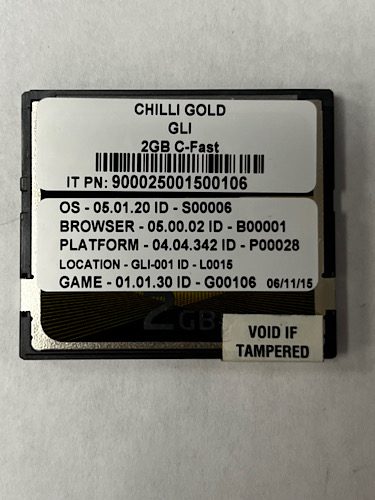 CHILLI GOLD
GLI
2GB C-Fast
IT PN: 900025001500106
OS - 05.01.20 ID - S00006
BROWSER - 05.00.02 ID - B00001
PLATFORM - 04.04.342 ID - P00028
LOCATION - GLI-001 ID - L0015
GAME - 01.01.30 ID - G00106 06/11/15
2GB
VOID IF
TAMPERED